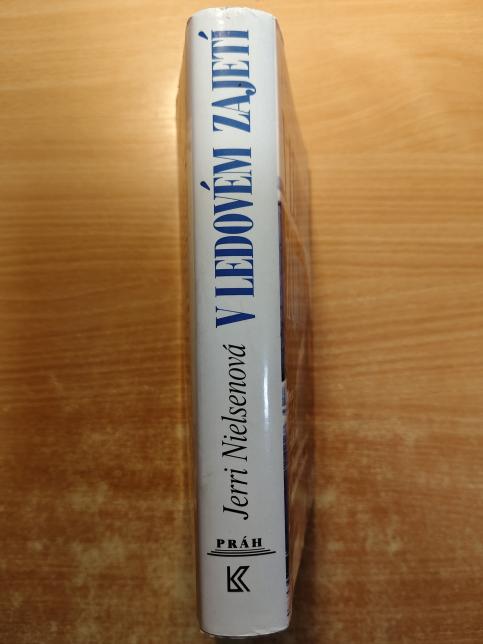 Jerri Nielsenová V LEDOVÉM ZAJETÍ
PRÁH
K